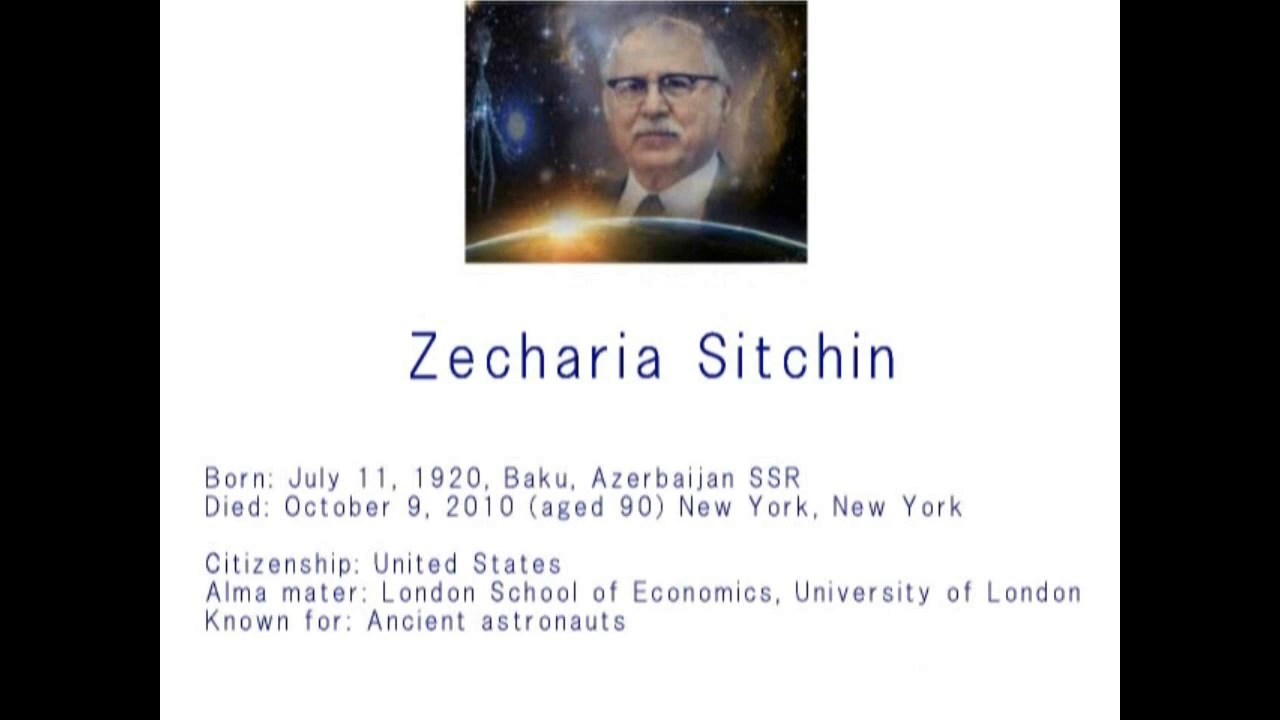 Zecharia Sitchin
Born: July 11, 1920, Baku, Azerbaijan SSR
Died: October 9, 2010 (aged 90) New York, New York
Citizenship: United States
Alma mater: London School of Economics, University of London
Known for: Ancient astronauts